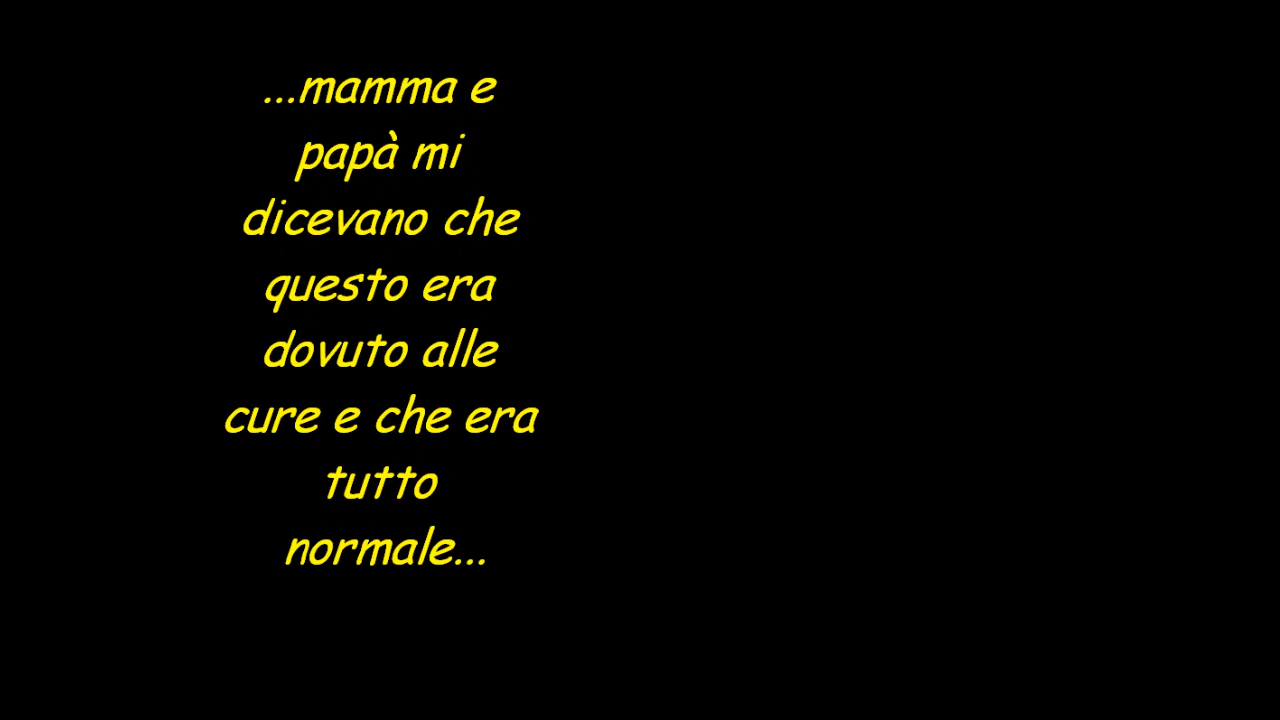 ...mamma e
papà mi
dicevano che
questo era
dovuto alle
cure e che era
tutto
normale...